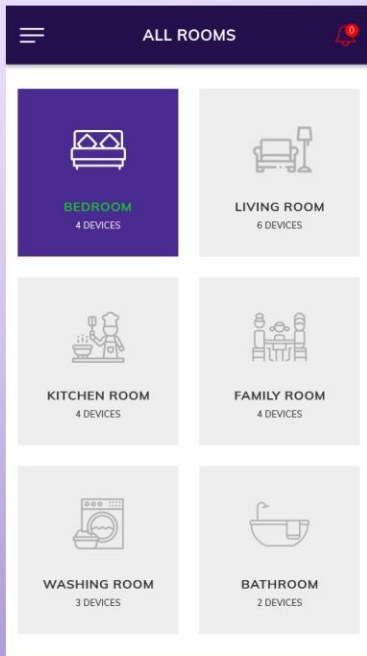 ALL ROOMS
0
BEDROOM
4 DEVICES
LIVING ROOM
6 DEVICES
KITCHEN ROOM
4 DEVICES
FAMILY ROOM
4 DEVICES
WASHING ROOM
3 DEVICES
BATHROOM
2 DEVICES